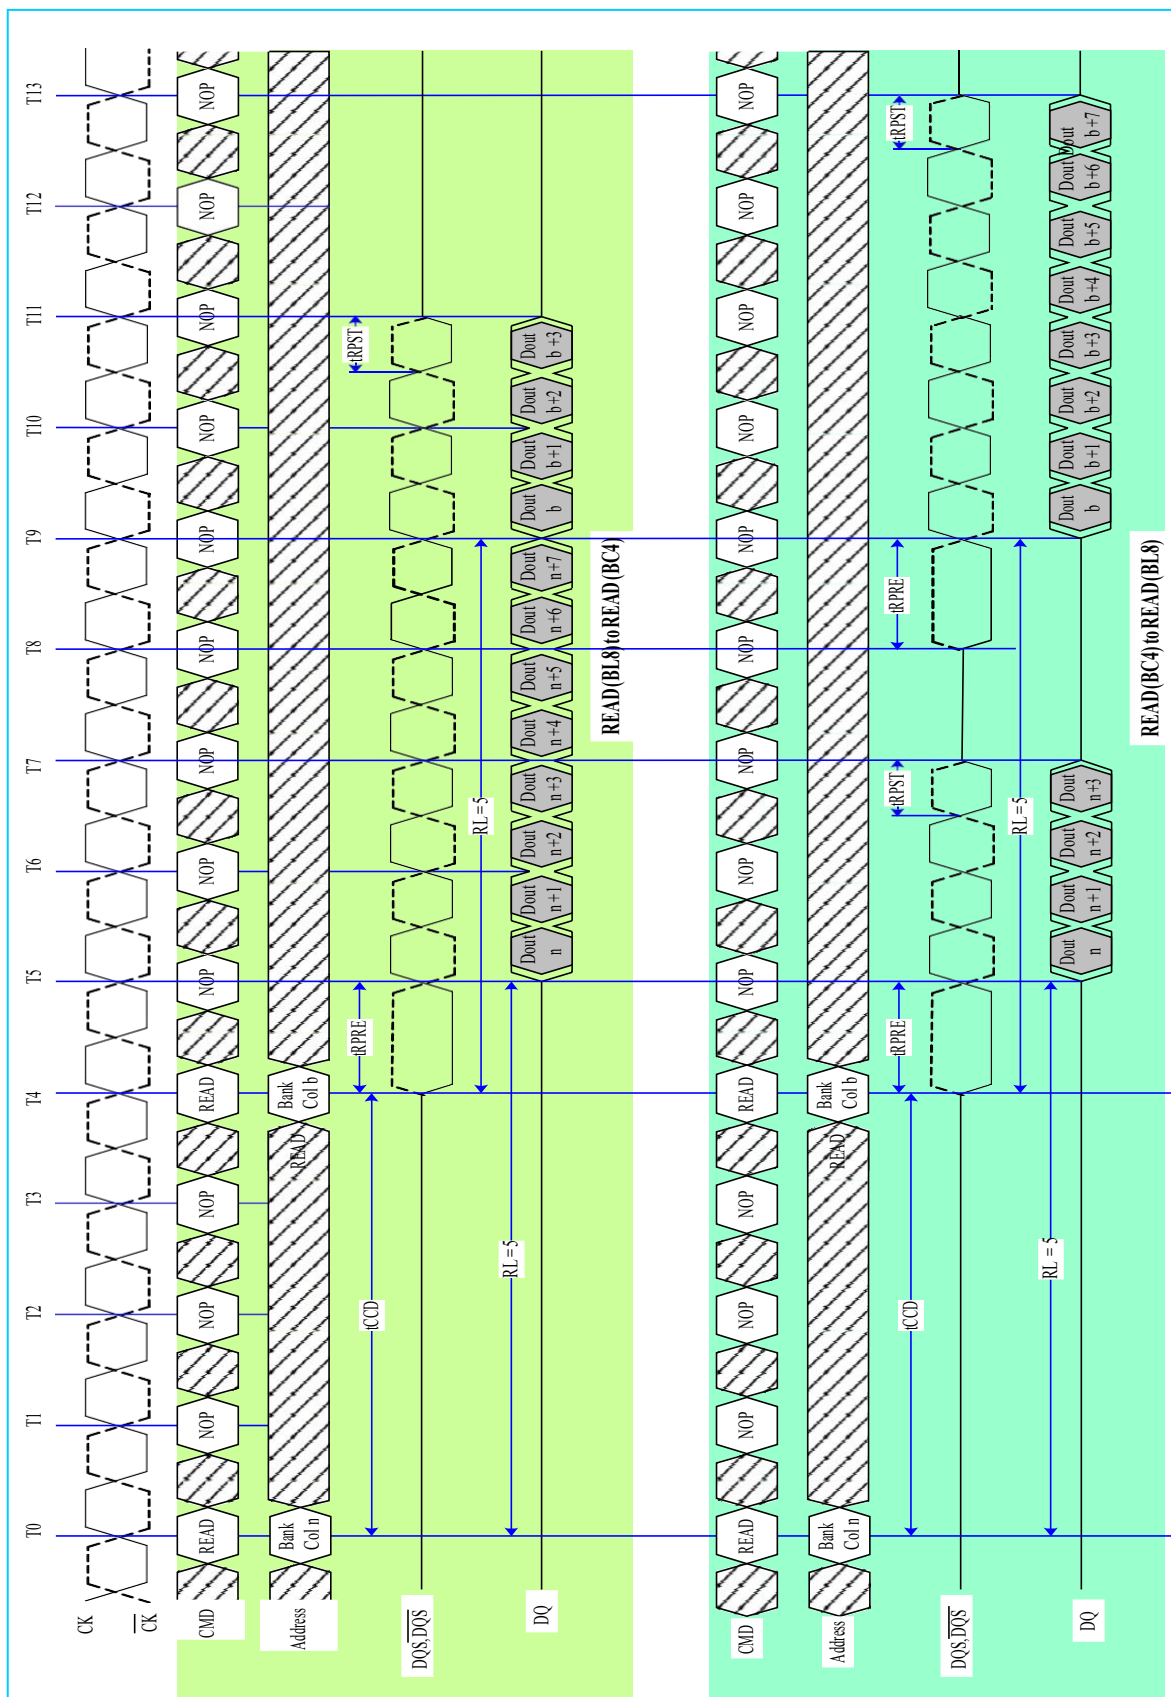 T0 T1 T2 T3 T4 T5 T6 T7 T8 T9 T10 T11 T12 T13
CK
CK
CMD READ NOP NOP NOP READ NOP NOP NOP NOP NOP NOP NOP NOP NOP
Address Bank Col n READ Bank Col b
tRPRE tRPST
tCCD
DQS,DQS
RL = 5
RL = 5
DQ Dout n Dout n+1 Dout n+2 Dout n+3 Dout n+4 Dout n+5 Dout n+6 Dout n+7 Dout b Dout b+1 Dout b+2 Dout b+3
READ(BL8) to READ(BC4)
CMD READ NOP NOP NOP READ NOP NOP NOP NOP NOP NOP NOP NOP NOP
Address Bank Col n READ Bank Col b
tCCD tRPRE tRPST tRPRE tRPST
DQS,DQS
RL = 5
RL = 5
DQ Dout n Dout n+1 Dout n+2 Dout n+3 Dout b Dout b+1 Dout b+2 Dout b+3 Dout b+4 Dout b+5 Dout b+6 Dout b+7
READ(BC4) to READ(BL8)